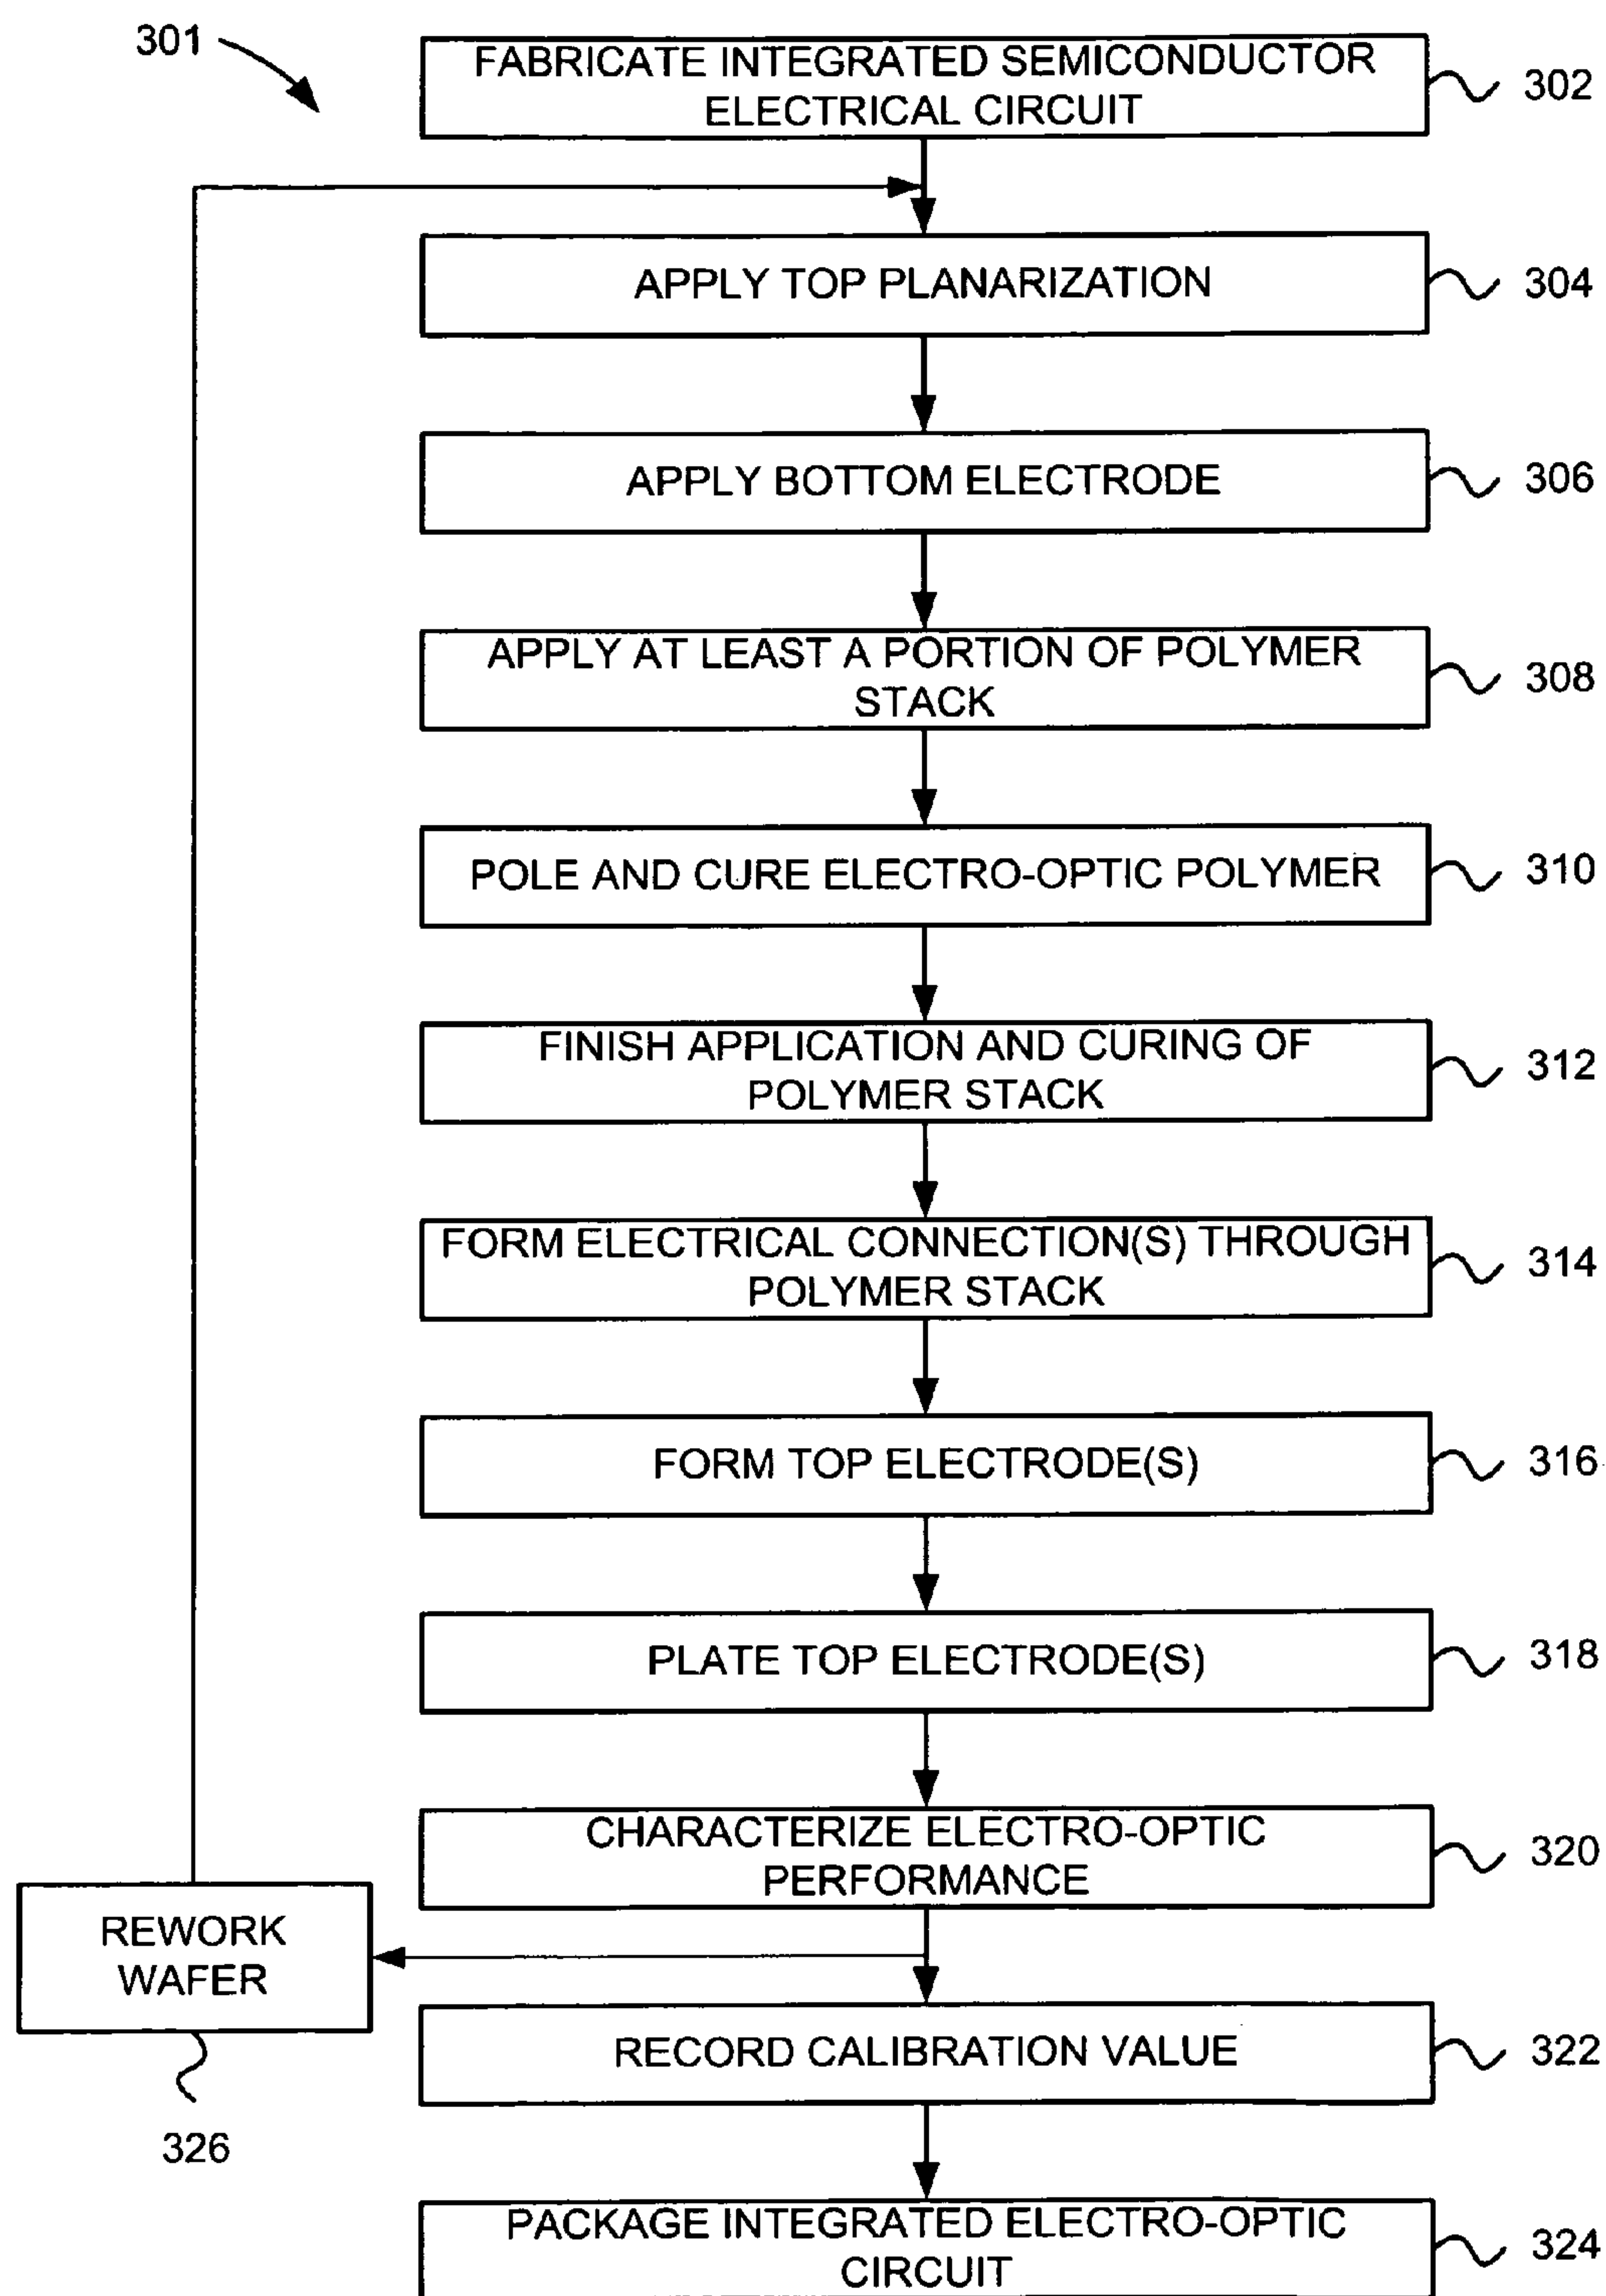 301
FABRICATE INTEGRATED SEMICONDUCTOR
ELECTRICAL CIRCUIT
302
APPLY TOP PLANARIZATION
304
APPLY BOTTOM ELECTRODE
306
APPLY AT LEAST A PORTION OF POLYMER
STACK
308
POLE AND CURE ELECTRO-OPTIC POLYMER
310
FINISH APPLICATION AND CURING OF
POLYMER STACK
312
FORM ELECTRICAL CONNECTION(S) THROUGH
POLYMER STACK
314
FORM TOP ELECTRODE(S)
316
PLATE TOP ELECTRODE(S)
318
CHARACTERIZE ELECTRO-OPTIC
PERFORMANCE
320
REWORK
WAFER
326
RECORD CALIBRATION VALUE
322
PACKAGE INTEGRATED ELECTRO-OPTIC
CIRCUIT
324